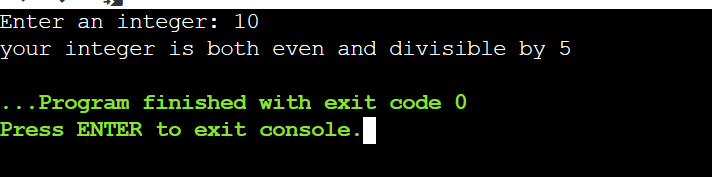 Enter an integer: 10
your integer is both even and divisible by 5
...Program finished with exit code 0
Press ENTER to exit console.